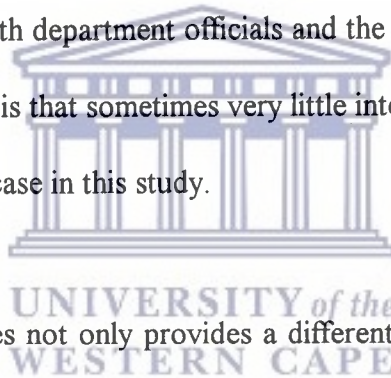 th department officials and the
is that sometimes very little
case in this study.
UNIVERSITY of the
es not only provides a different
WESTERN CAPE